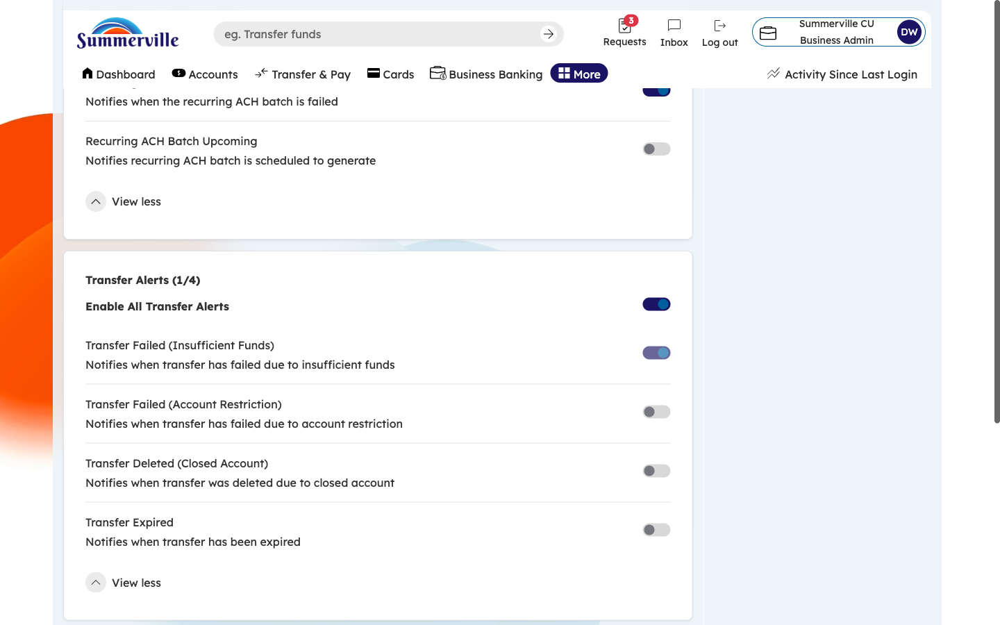 Summerville
eg. Transfer funds
3
Requests
Inbox
Log out
Summerville CU
Business Admin
DW
Dashboard
Accounts
Transfer & Pay
Cards
Business Banking
More
Activity Since Last Login
Notifies when the recurring ACH batch is failed
Recurring ACH Batch Upcoming
Notifies recurring ACH batch is scheduled to generate
View less
Transfer Alerts (1/4)
Enable All Transfer Alerts
Transfer Failed (Insufficient Funds)
Notifies when transfer has failed due to insufficient funds
Transfer Failed (Account Restriction)
Notifies when transfer has failed due to account restriction
Transfer Deleted (Closed Account)
Notifies when transfer was deleted due to closed account
Transfer Expired
Notifies when transfer has been expired
View less